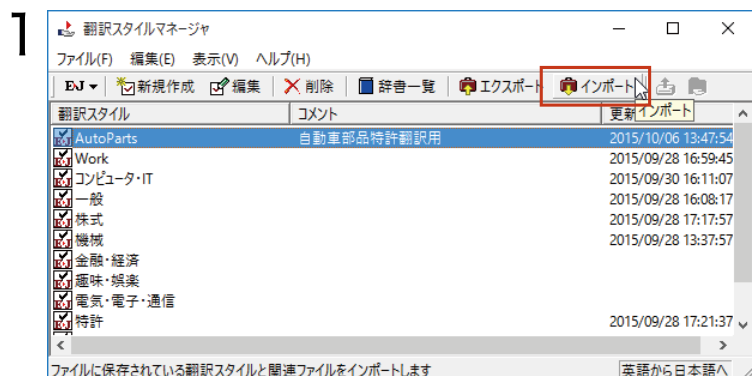 1
翻訳スタイルマネージャ
ファイル(F) 編集(E) 表示(V) ヘルプ(H)
EJ 新規作成 編集 削除 辞書一覧 エクスポート インポート
翻訳スタイル コメント 更新 インポート
AutoParts 自動車部品特許翻訳用 2015/10/06 13:47:54
Work 2015/09/28 16:59:45
コンピュータ・IT 2015/09/30 16:11:07
一般 2015/09/28 16:08:17
株式 2015/09/28 17:17:57
機械 2015/09/28 13:37:57
金融・経済
趣味・娯楽
電気・電子・通信
特許 2015/09/28 17:21:37
ファイルに保存されている翻訳スタイルと関連ファイルをインポートします 英語から日本語へ